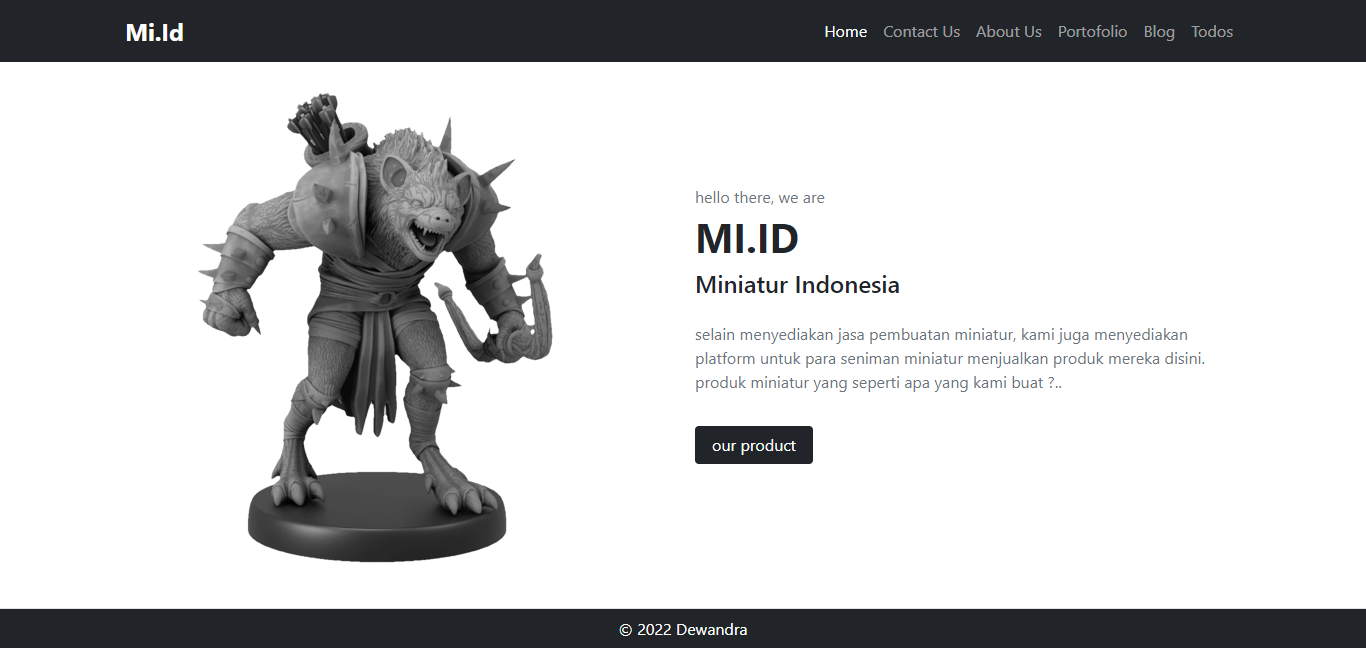 Mi.Id
Home Contact Us About Us Portofolio Blog Todos
hello there, we are
MI.ID
Miniatur Indonesia
selain menyediakan jasa pembuatan miniatur, kami juga menyediakan
platform untuk para seniman miniatur menjualkan produk mereka disini.
produk miniatur yang seperti apa yang kami buat ?..
our product
© 2022 Dewandra